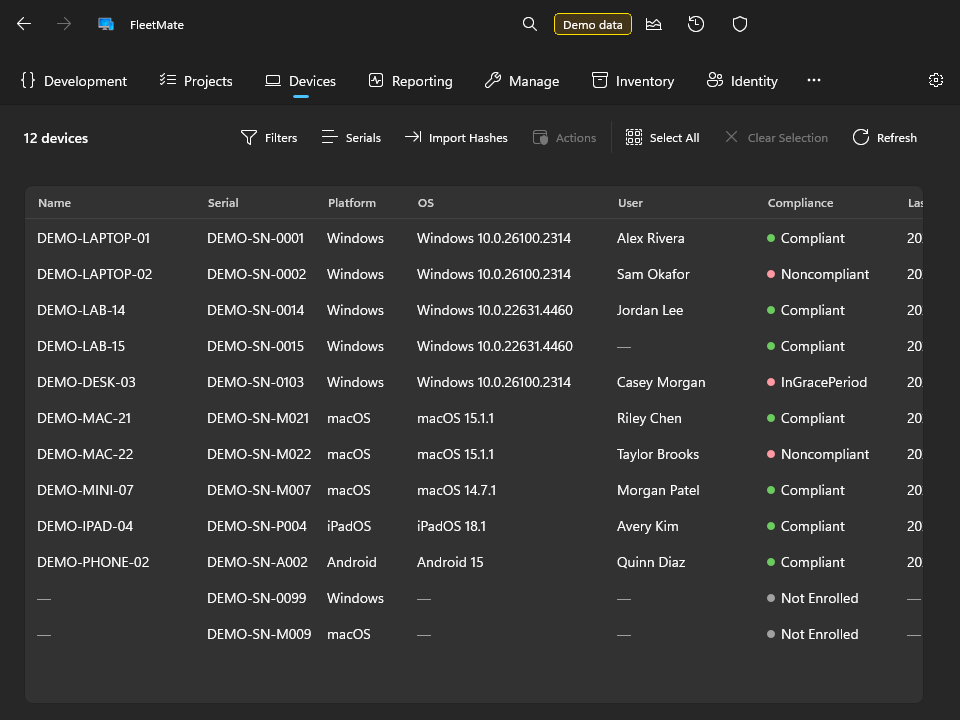 FleetMate
Demo data
Development Projects Devices Reporting Manage Inventory Identity
12 devices Filters Serials Import Hashes Actions Select All Clear Selection Refresh
Name Serial Platform OS User Compliance
DEMO-LAPTOP-01 DEMO-SN-0001 Windows Windows 10.0.26100.2314 Alex Rivera Compliant
DEMO-LAPTOP-02 DEMO-SN-0002 Windows Windows 10.0.26100.2314 Sam Okafor Noncompliant
DEMO-LAB-14 DEMO-SN-0014 Windows Windows 10.0.22631.4460 Jordan Lee Compliant
DEMO-LAB-15 DEMO-SN-0015 Windows Windows 10.0.22631.4460 — Compliant
DEMO-DESK-03 DEMO-SN-0103 Windows Windows 10.0.26100.2314 Casey Morgan InGracePeriod
DEMO-MAC-21 DEMO-SN-M021 macOS macOS 15.1.1 Riley Chen Compliant
DEMO-MAC-22 DEMO-SN-M022 macOS macOS 15.1.1 Taylor Brooks Noncompliant
DEMO-MINI-07 DEMO-SN-M007 macOS macOS 14.7.1 Morgan Patel Compliant
DEMO-IPAD-04 DEMO-SN-P004 iPadOS iPadOS 18.1 Avery Kim Compliant
DEMO-PHONE-02 DEMO-SN-A002 Android Android 15 Quinn Diaz Compliant
— DEMO-SN-0099 Windows — — Not Enrolled —
— DEMO-SN-M009 macOS — — Not Enrolled —